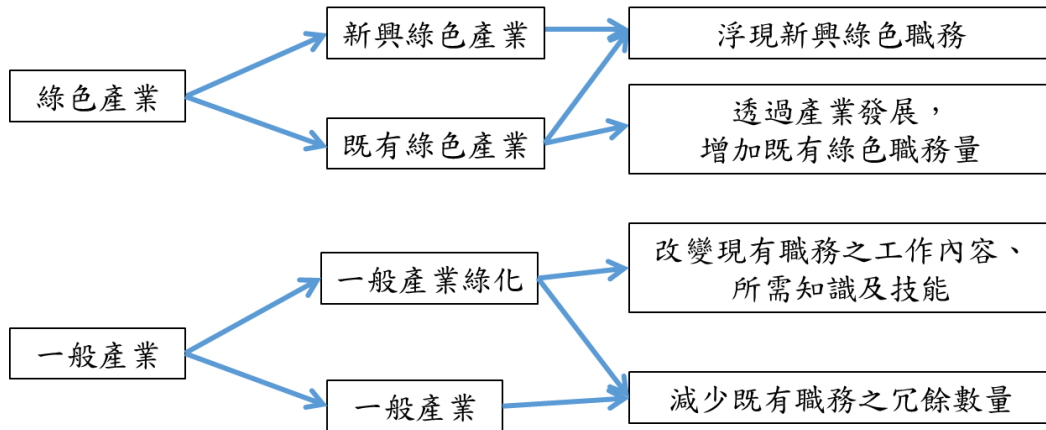 綠色產業
新興綠色產業
既有綠色產業
浮現新興綠色職務
透過產業發展，
增加既有綠色職務量
一般產業
一般產業綠化
一般產業
改變現有職務之工作內容、
所需知識及技能
減少既有職務之冗餘數量